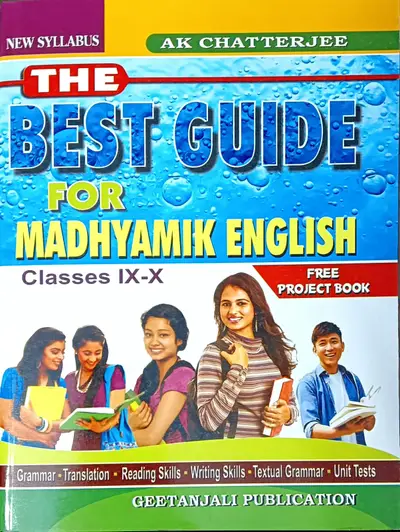 NEW SYLLABUS
AK CHATTERJEE
THE
BEST GUIDE
FOR
MADHYAMIK ENGLISH
Classes IX-X
FREE
PROJECT BOOK
Grammar • Translation • Reading Skills • Writing Skills • Textual Grammar • Unit Tests
GEETANJALI PUBLICATION